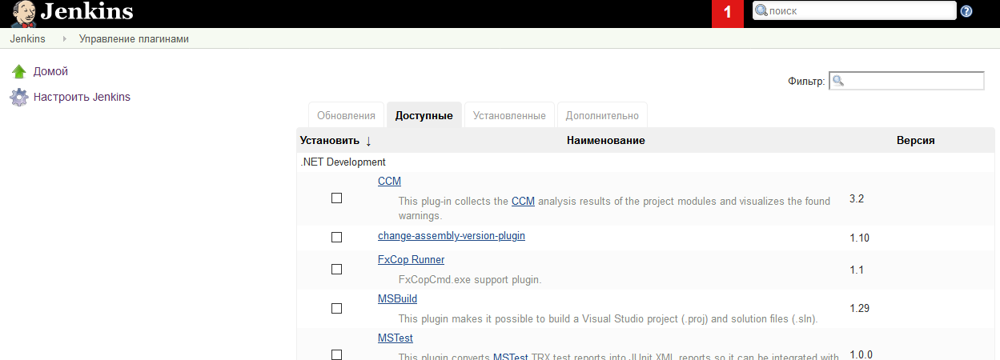 Jenkins
1
поиск
Jenkins
Управление плагинами
Домой
Настроить Jenkins
Фильтр:
Обновления
Доступные
Установленные
Дополнительно
Установить ↓
Наименование
Версия
.NET Development
CCM
This plug-in collects the CCM analysis results of the project modules and visualizes the found
warnings.
3.2
change-assembly-version-plugin
1.10
FxCop Runner
FxCopCmd.exe support plugin.
1.1
MSBuild
This plugin makes it possible to build a Visual Studio project (.proj) and solution files (.sln).
1.29
MSTest
This plugin converts MSTest TRX test reports into JUnit XML reports so it can be integrated with
1.0.0